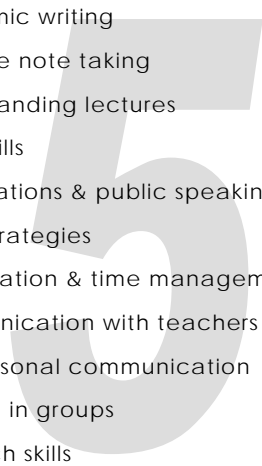 mic writing
e note taking
anding lectures
ills
ations & public speakin
rategies
ation & time managem
nication with teachers
sonal communication
in groups
h skills
5